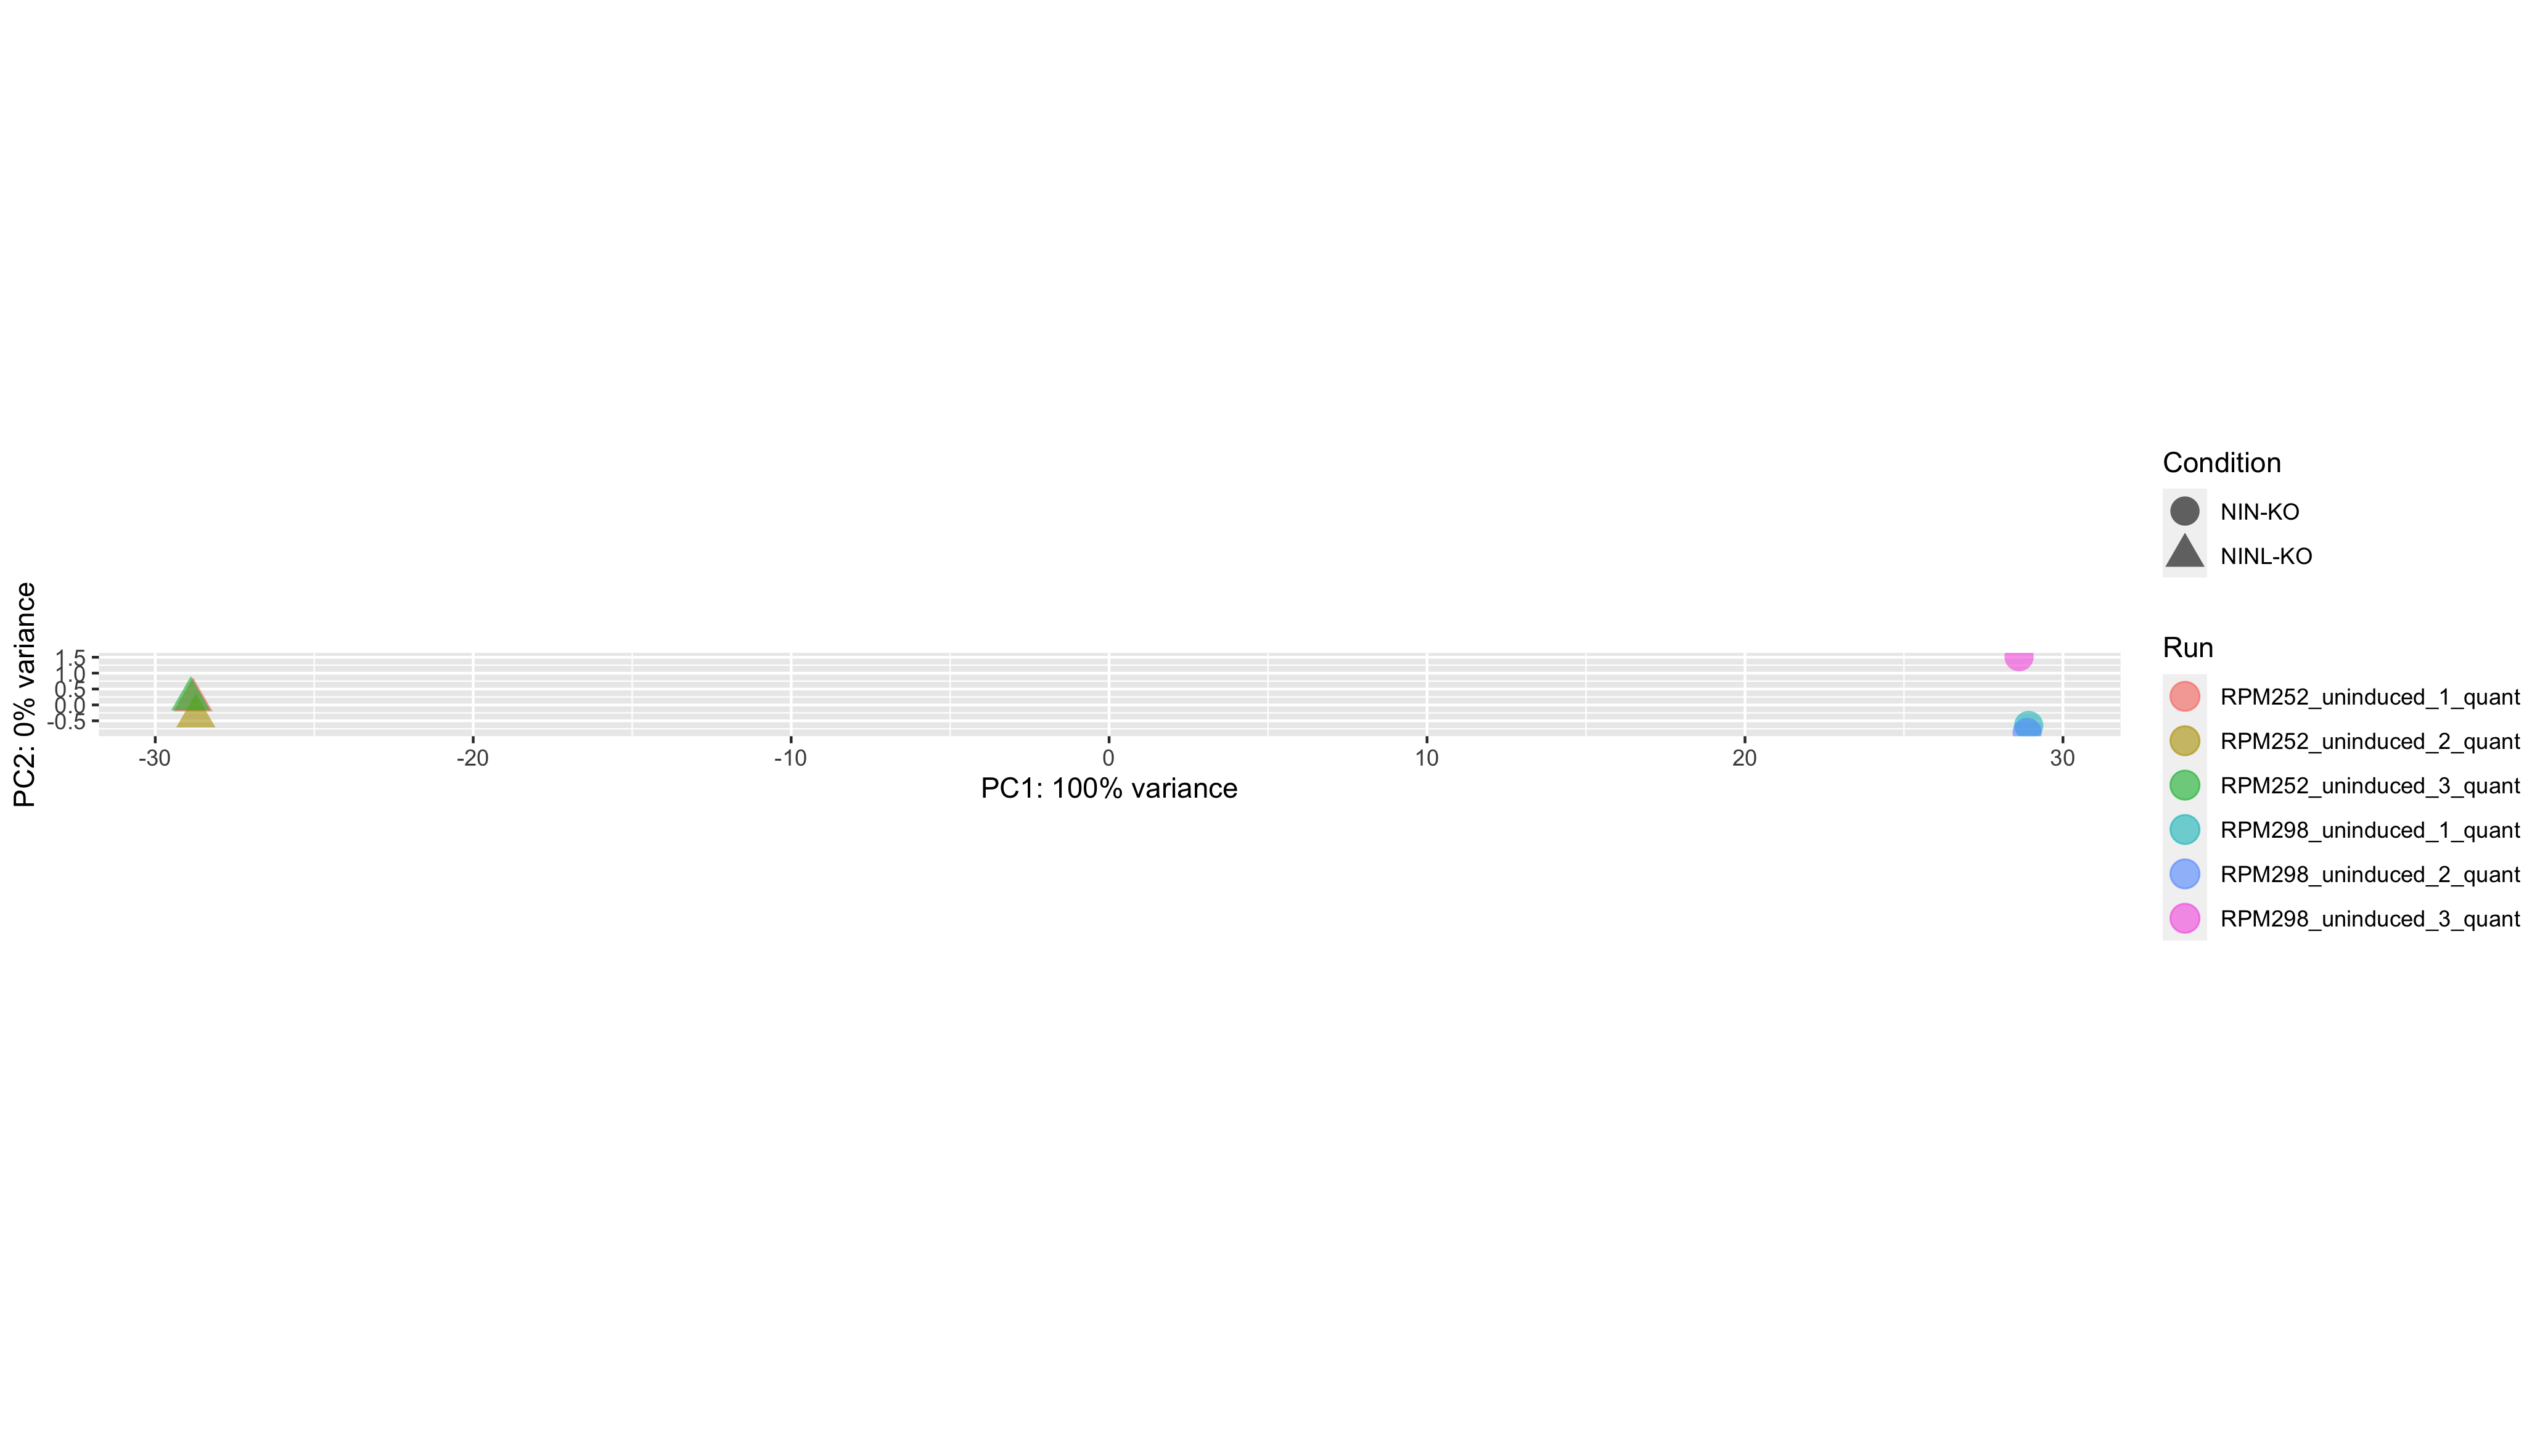 Condition
NIN-KO
NINL-KO
PC2: 0% variance
1.5
1.0
0.5
0.0
-0.5
-30
-20
-10
0
10
20
30
PC1: 100% variance
Run
RPM252_uninduced_1_quant
RPM252_uninduced_2_quant
RPM252_uninduced_3_quant
RPM298_uninduced_1_quant
RPM298_uninduced_2_quant
RPM298_uninduced_3_quant